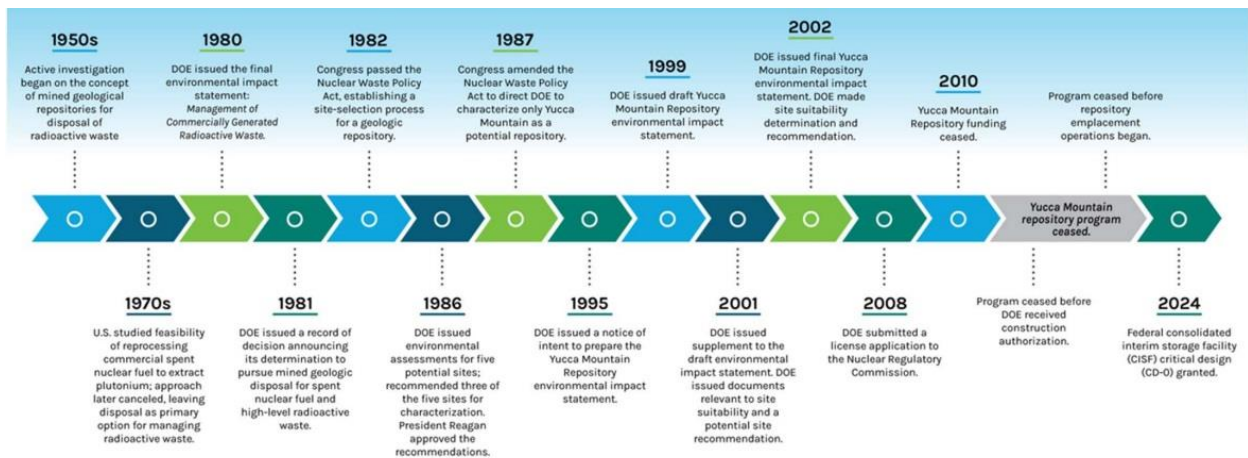 1950s
Active investigation
began on the concept
of mined geological
repositories for
disposal of
radioactive waste
1970s
U.S. studied feasibility
of reprocessing
commercial spent
nuclear fuel to extract
plutonium; approach
later canceled, leaving
disposal as primary
option for managing
radioactive waste.
1980
DOE issued the final
environmental impact
statement:
Management of
Commercially Generated
Radioactive Waste.
1981
DOE issued a record of
decision announcing
its determination to
pursue mined geologic
disposal for spent
nuclear fuel and
high-level radioactive
waste.
1982
Congress passed the
Nuclear Waste Policy
Act, establishing a
site-selection process
for a geologic
repository.
1986
DOE issued
environmental
assessments for five
potential sites;
recommended three of
the five sites for
characterization.
President Reagan
approved the
recommendations.
1987
Congress amended the
Nuclear Waste Policy
Act to direct DOE to
characterize only Yucca
Mountain as a
potential repository.
1995
DOE issued a notice of
intent to prepare the
Yucca Mountain
Repository
environmental impact
statement.
1999
DOE issued draft Yucca
Mountain Repository
environmental impact
statement.
2001
DOE issued
supplement to the
draft environmental
impact statement. DOE
issued documents
relevant to site
suitability and a
potential site
recommendation.
2002
DOE issued final Yucca
Mountain Repository
environmental impact
statement. DOE made
site suitability
determination and
recommendation.
2008
DOE submitted a
license application to
the Nuclear Regulatory
Commission.
2010
Yucca Mountain
Repository funding
ceased.
Yucca Mountain
repository program
ceased.
Program ceased before
DOE received
construction
authorization.
Program ceased before
repository
emplacement
operations began.
2024
Federal consolidated
interim storage facility
(CISF) critical design
(CD-0) granted.